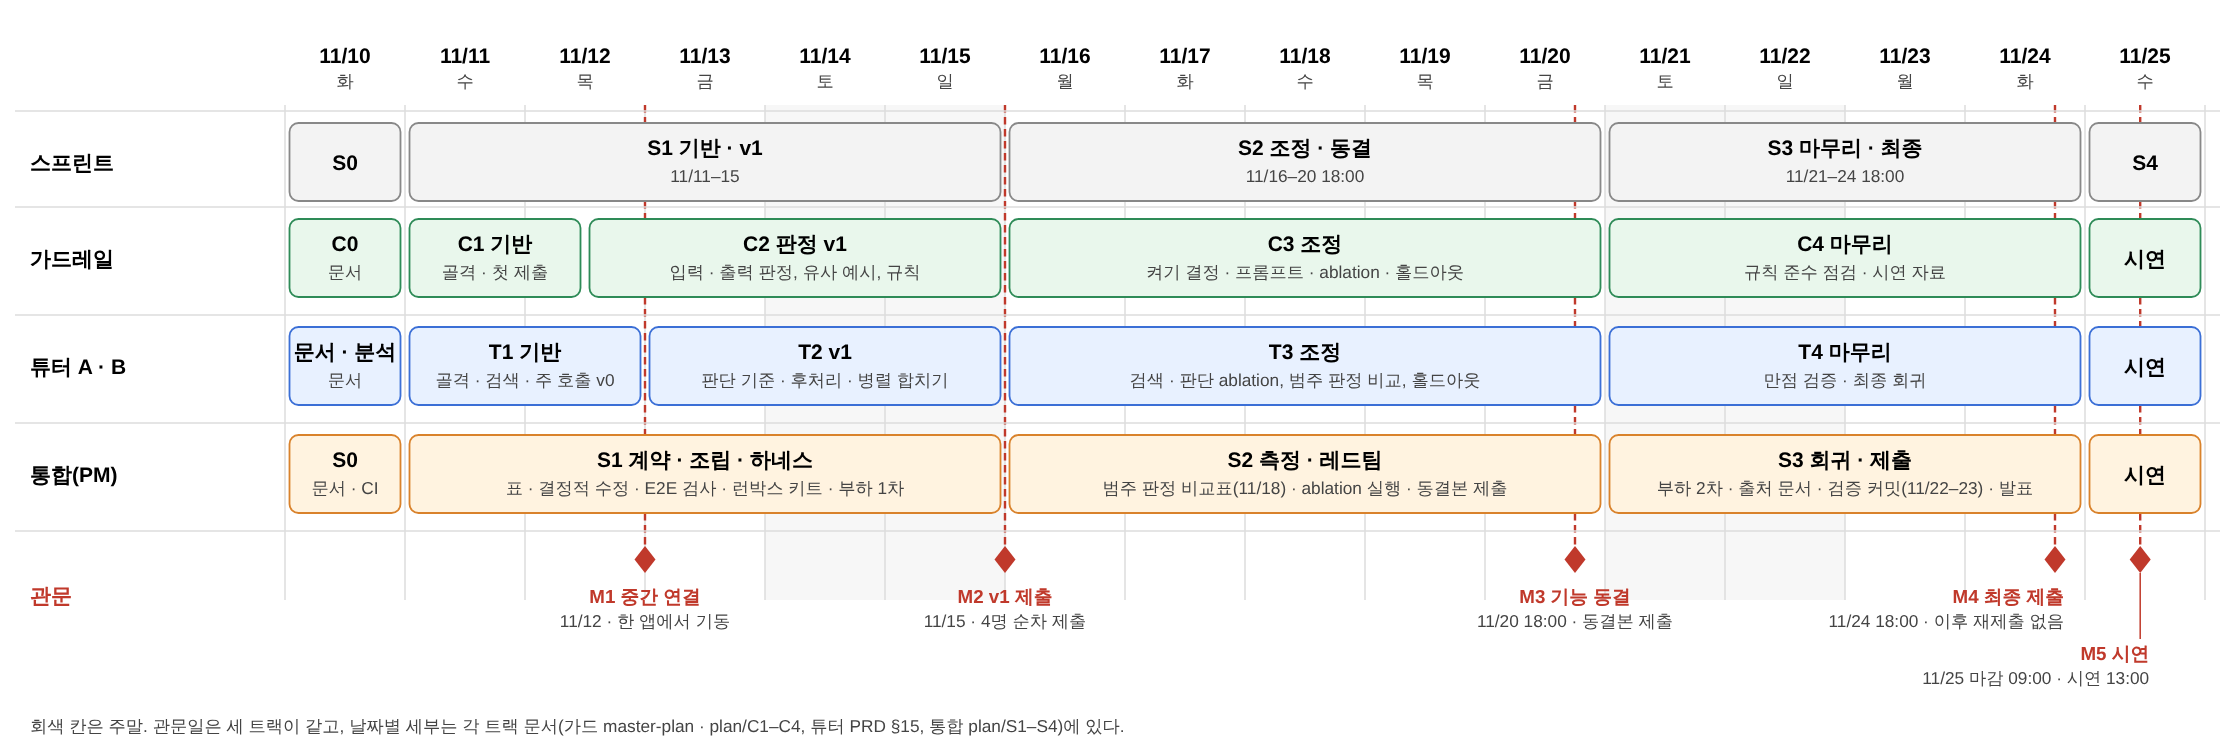 11/10 11/11 11/12 11/13 11/14 11/15 11/16 11/17 11/18 11/19 11/20 11/21 11/22 11/23 11/24 11/25
화 수 목 금 토 일 월 화 수 목 금 토 일 월 화 수
스프린트
S0
S1 기반 · v1
11/11–15
S2 조정 · 동결
11/16–20 18:00
S3 마무리 · 최종
11/21–24 18:00
S4
가드레일
C0
문서
C1 기반
골격 · 첫 제출
C2 판정 v1
입력 · 출력 판정, 유사 예시, 규칙
C3 조정
켜기 결정 · 프롬프트 · ablation · 홀드아웃
C4 마무리
규칙 준수 점검 · 시연 자료
시연
튜터 A · B
문서 · 분석
문서
T1 기반
골격 · 검색 · 주 호출 v0
T2 v1
판단 기준 · 후처리 · 병렬 합치기
T3 조정
검색 · 판단 ablation, 범주 판정 비교, 홀드아웃
T4 마무리
만점 검증 · 최종 회귀
시연
통합(PM)
S0
문서 · CI
S1 계약 · 조립 · 하네스
표 · 결정적 수정 · E2E 검사 · 런박스 키트 · 부하 1차
S2 측정 · 레드팀
범주 판정 비교표(11/18) · ablation 실행 · 동결본 제출
S3 회귀 · 제출
부하 2차 · 출처 문서 · 검증 커밋(11/22–23) · 발표
시연
관문
M1 중간 연결
11/12 · 한 앱에서 기동
M2 v1 제출
11/15 · 4명 순차 제출
M3 기능 동결
11/20 18:00 · 동결본 제출
M4 최종 제출
11/24 18:00 · 이후 재제출 없음
M5 시연
11/25 마감 09:00 · 시연 13:00
회색 칸은 주말. 관문일은 세 트랙이 같고, 날짜별 세부는 각 트랙 문서(가드 master-plan · plan/C1–C4, 튜터 PRD §15, 통합 plan/S1–S4)에 있다.